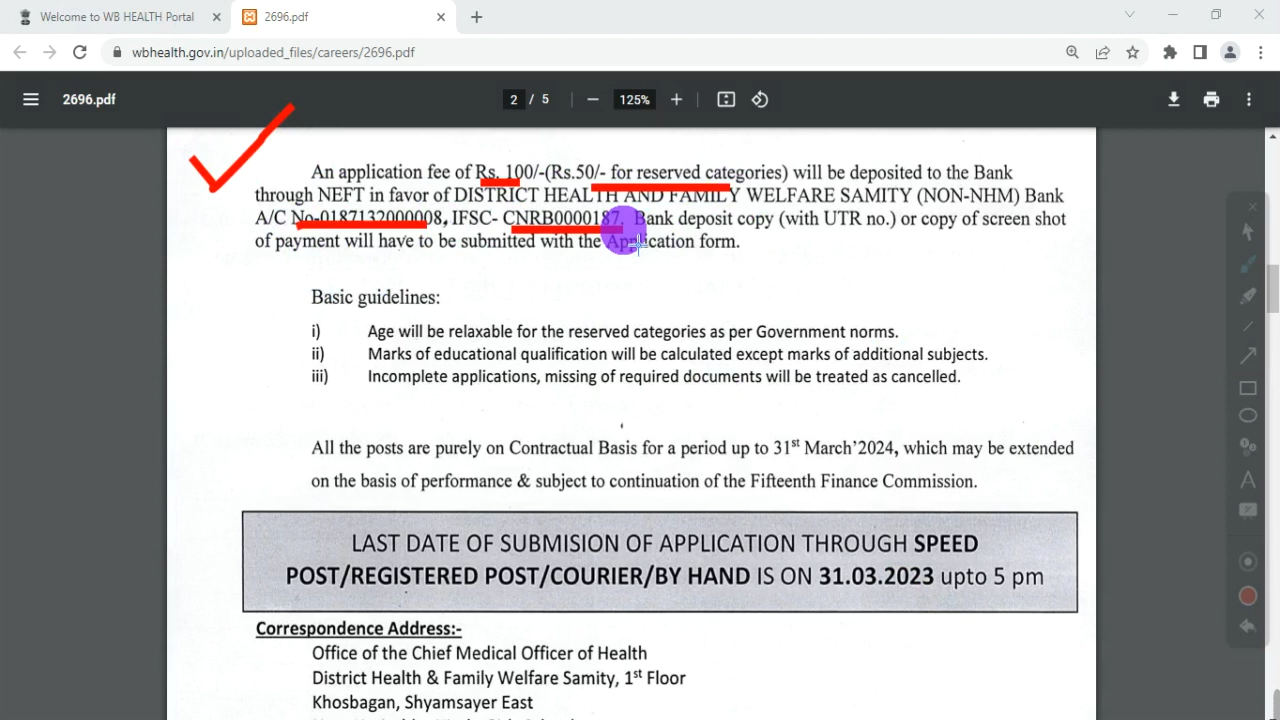 Welcome to WB HEALTH Portal
2696.pdf
wbhealth.gov.in/uploaded_files/careers/2696.pdf
2696.pdf
2 / 5
125%
An application fee of Rs. 100/-(Rs.50/- for reserved categories) will be deposited to the Bank
through NEFT in favor of DISTRICT HEALTH AND FAMILY WELFARE SAMITY (NON-NHM) Bank
A/C No-0187132000008, IFSC- CNRB0000187. Bank deposit copy (with UTR no.) or copy of screen shot
of payment will have to be submitted with the Application form.
Basic guidelines:
i) Age will be relaxable for the reserved categories as per Government norms.
ii) Marks of educational qualification will be calculated except marks of additional subjects.
iii) Incomplete applications, missing of required documents will be treated as cancelled.
All the posts are purely on Contractual Basis for a period up to 31st March'2024, which may be extended
on the basis of performance & subject to continuation of the Fifteenth Finance Commission.
LAST DATE OF SUBMISION OF APPLICATION THROUGH SPEED
POST/REGISTERED POST/COURIER/BY HAND IS ON 31.03.2023 upto 5 pm
Correspondence Address:-
Office of the Chief Medical Officer of Health
District Health & Family Welfare Samity, 1st Floor
Khosbagan, Shyamsayer East